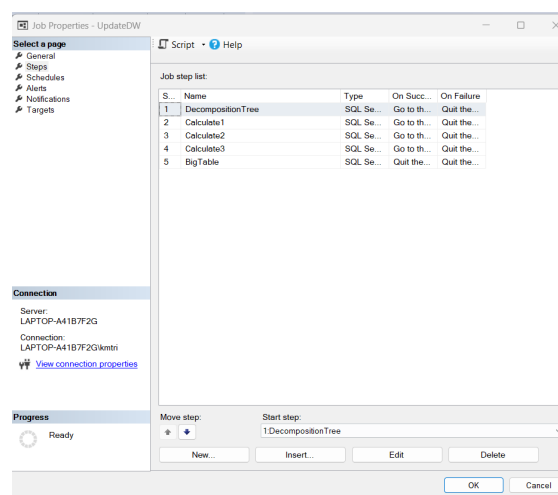 Job Properties - UpdateDW
Select a page
General
Steps
Schedules
Alerts
Notifications
Targets
Script Help
Job step list:
S... Name Type On Succ... On Failure
1 DecompositionTree SQL Se... Go to th... Quit the...
2 Calculate1 SQL Se... Go to th... Quit the...
3 Calculate2 SQL Se... Go to th... Quit the...
4 Calculate3 SQL Se... Go to th... Quit the...
5 BigTable SQL Se... Quit the... Quit the...
Connection
Server:
LAPTOP-A41B7F2G
Connection:
LAPTOP-A41B7F2G\kmtri
View connection properties
Progress
Ready
Move step: Start step:
1:DecompositionTree
New... Insert... Edit Delete
OK Cancel